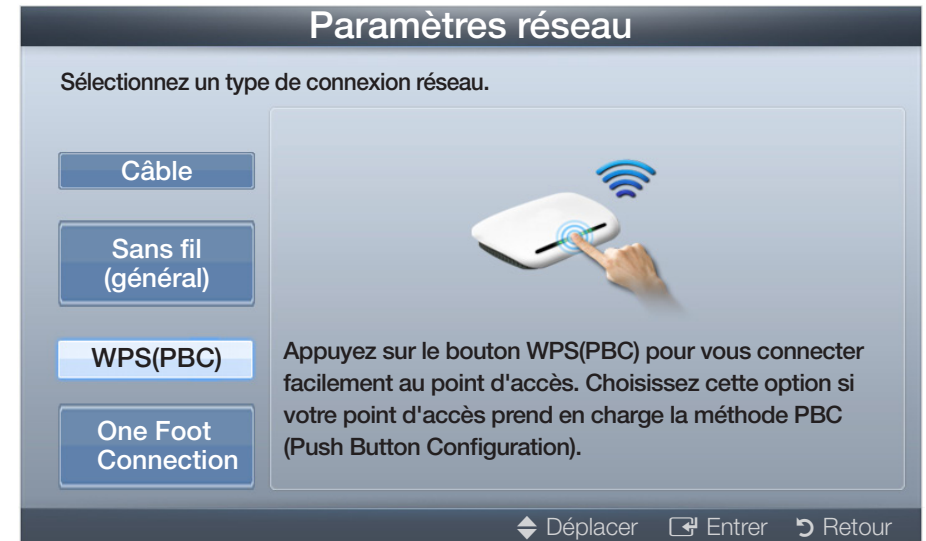 Paramètres réseau
Sélectionnez un type de connexion réseau.
Câble
Sans fil
(général)
WPS(PBC)
One Foot
Connection
Appuyez sur le bouton WPS(PBC) pour vous connecter
facilement au point d'accès. Choisissez cette option si
votre point d'accès prend en charge la méthode PBC
(Push Button Configuration).
Déplacer Entrer Retour